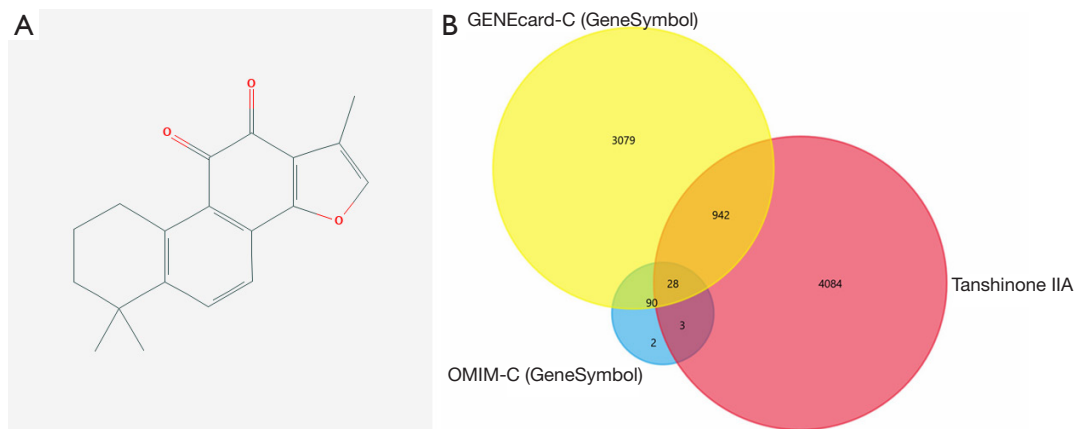 A
O
O
O
B
GENEcard-C (GeneSymbol)
3079
942
28
90
4084
Tanshinone IIA
3
2
OMIM-C (GeneSymbol)